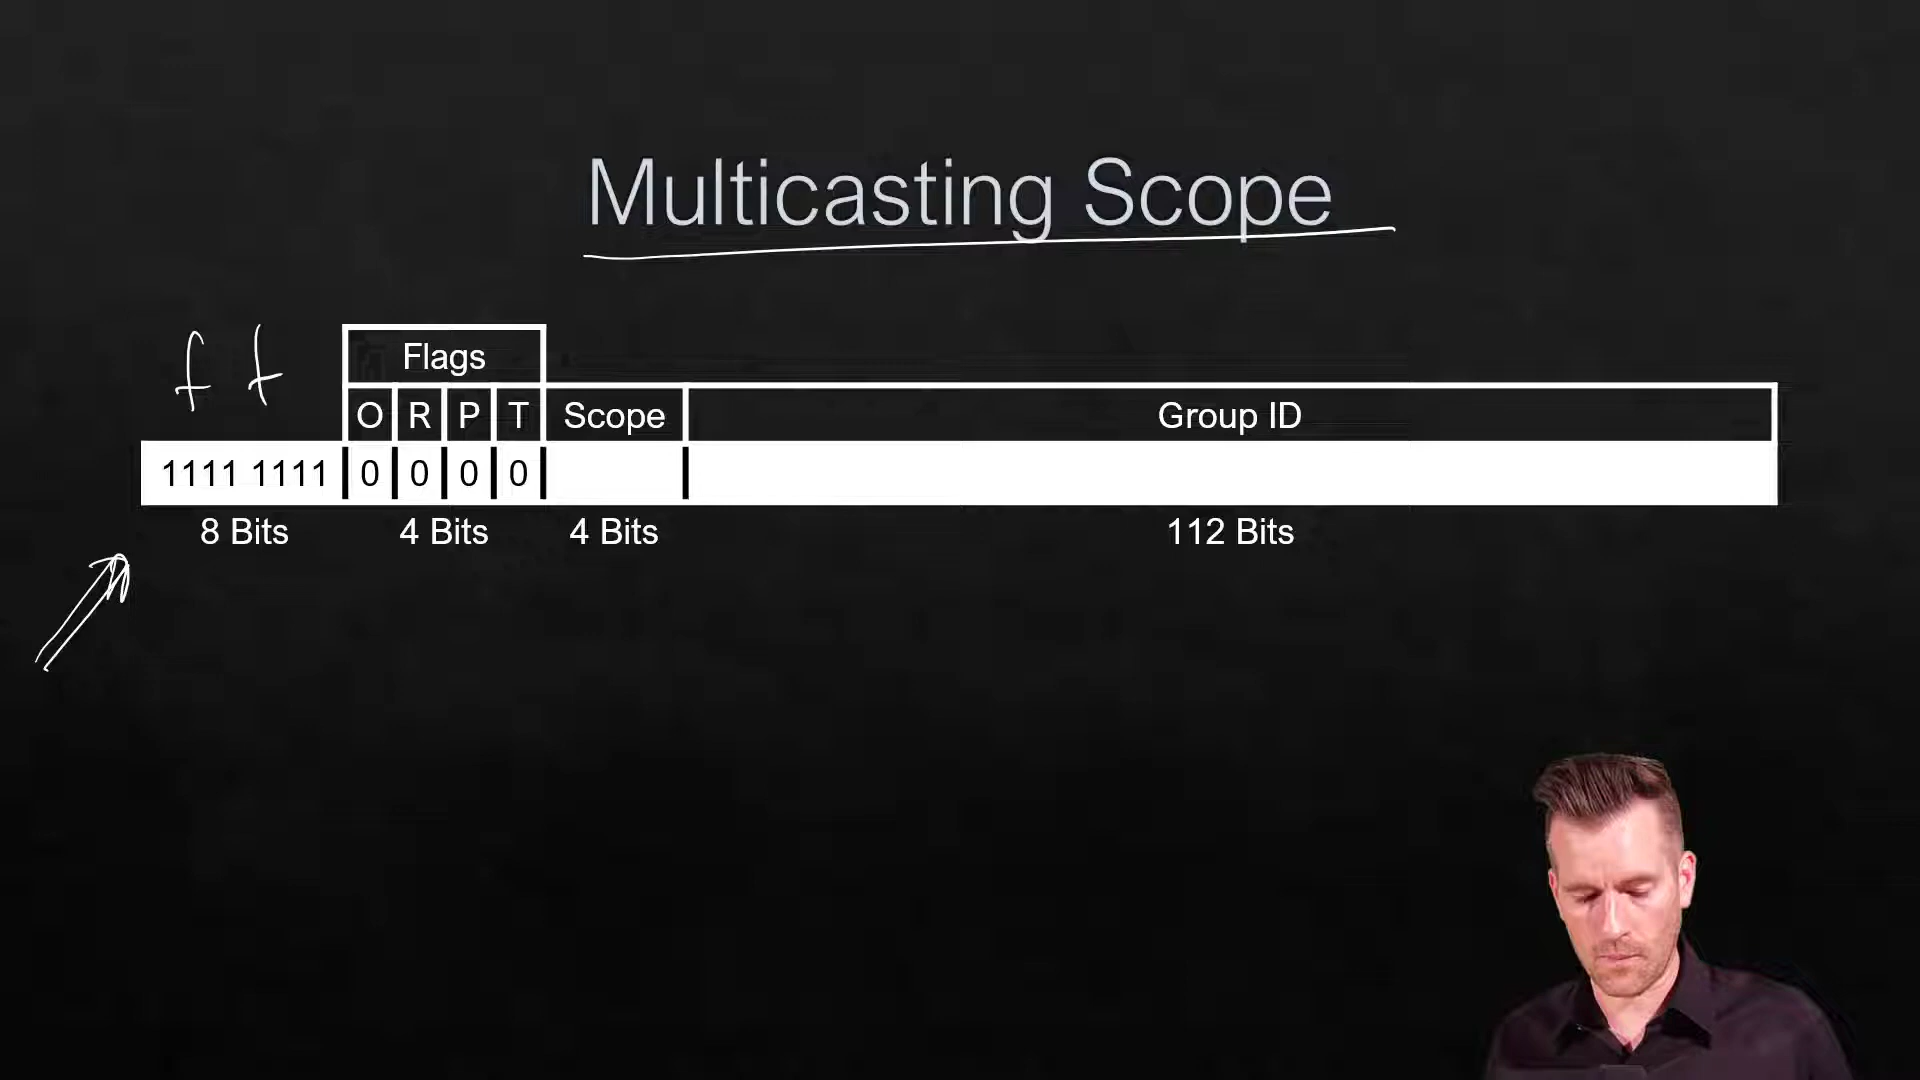 Multicasting Scope
f f
Flags
O R P T Scope Group ID
1111 1111 0 0 0 0
8 Bits 4 Bits 4 Bits 112 Bits